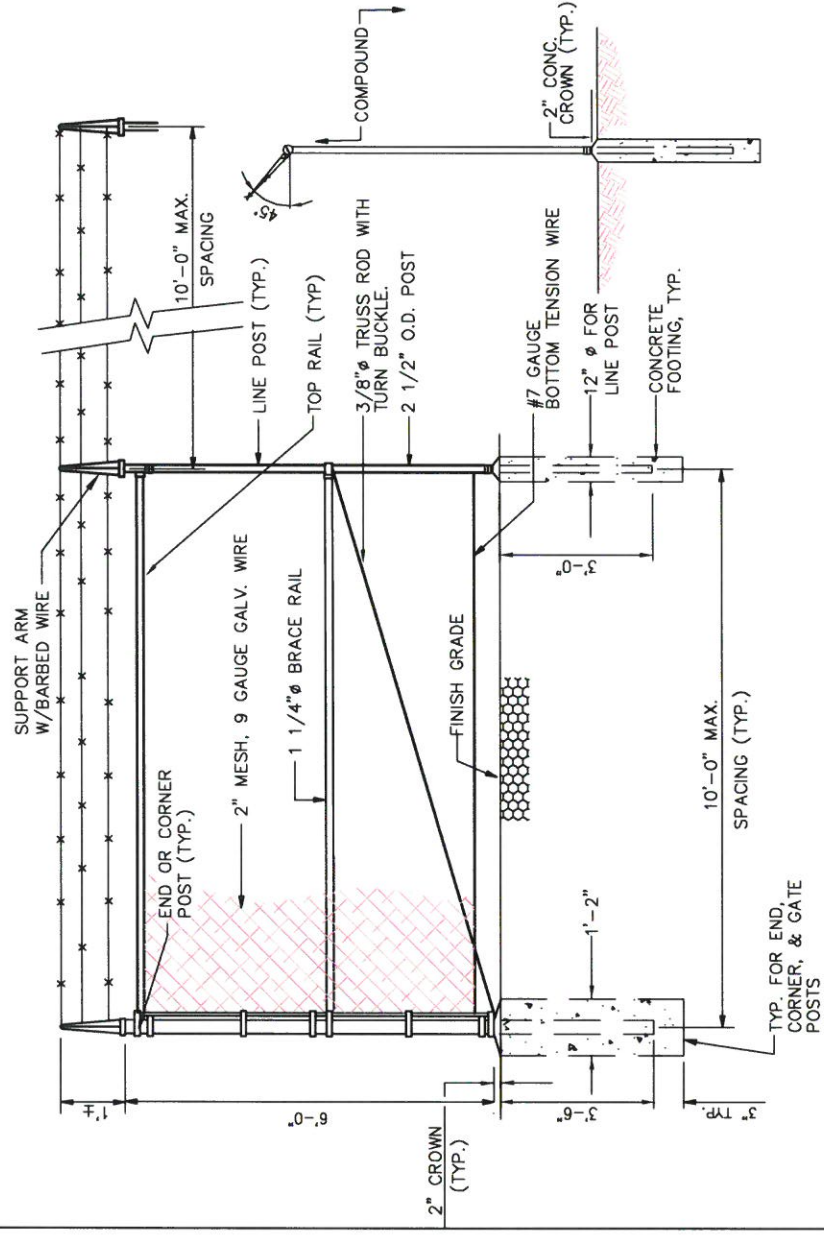 SUPPORT ARM
W/BARBED WIRE
10'-0" MAX.
SPACING
LINE POST (TYP.)
TOP RAIL (TYP)
3/8"ø TRUSS ROD WITH
TURN BUCKLE.
2 1/2" O.D. POST
#7 GAUGE
BOTTOM TENSION WIRE
12" ø FOR
LINE POST
CONCRETE
FOOTING, TYP.
END OR CORNER
POST (TYP.)
2" MESH, 9 GAUGE GALV. WIRE
1 1/4"ø BRACE RAIL
FINISH GRADE
1'±
6'-0"
2" CROWN
(TYP.)
3'-6"
3" TYP.
1'-2"
TYP. FOR END,
CORNER, & GATE
POSTS
10'-0" MAX.
SPACING (TYP.)
3'-0"
45°
COMPOUND
2" CONC.
CROWN (TYP.)